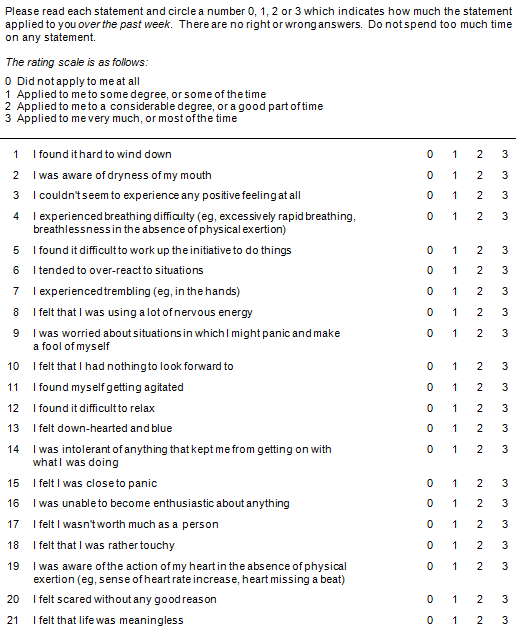 Please read each statement and circle a number 0, 1, 2 or 3 which indicates how much the statement
applied to you over the past week. There are no right or wrong answers. Do not spend too much time
on any statement.
The rating scale is as follows:
0 Did not apply to me at all
1 Applied to me to some degree, or some of the time
2 Applied to me to a considerable degree, or a good part of time
3 Applied to me very much, or most of the time
1 I found it hard to wind down 0 1 2 3
2 I was aware of dryness of my mouth 0 1 2 3
3 I couldn't seem to experience any positive feeling at all 0 1 2 3
4 I experienced breathing difficulty (eg, excessively rapid breathing, 0 1 2 3
breathlessness in the absence of physical exertion)
5 I found it difficult to work up the initiative to do things 0 1 2 3
6 I tended to over-react to situations 0 1 2 3
7 I experienced trembling (eg, in the hands) 0 1 2 3
8 I felt that I was using a lot of nervous energy 0 1 2 3
9 I was worried about situations in which I might panic and make 0 1 2 3
a fool of myself
10 I felt that I had nothing to look forward to 0 1 2 3
11 I found myself getting agitated 0 1 2 3
12 I found it difficult to relax 0 1 2 3
13 I felt down-hearted and blue 0 1 2 3
14 I was intolerant of anything that kept me from getting on with 0 1 2 3
what I was doing
15 I felt I was close to panic 0 1 2 3
16 I was unable to become enthusiastic about anything 0 1 2 3
17 I felt I wasn't worth much as a person 0 1 2 3
18 I felt that I was rather touchy 0 1 2 3
19 I was aware of the action of my heart in the absence of physical 0 1 2 3
exertion (eg, sense of heart rate increase, heart missing a beat)
20 I felt scared without any good reason 0 1 2 3
21 I felt that life was meaningless 0 1 2 3